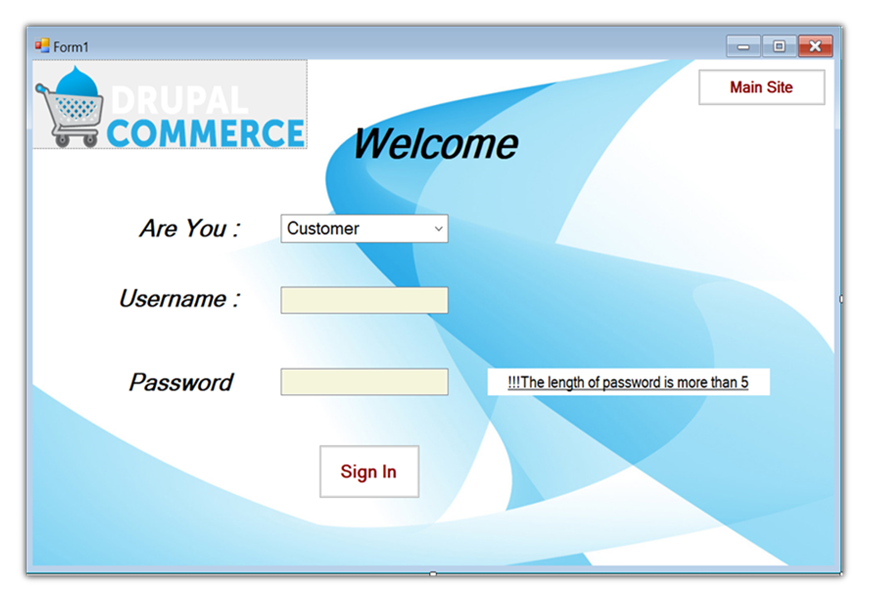 Form1
DRUPAL
COMMERCE
Main Site
Welcome
Are You :
Customer
Username :
Password
!!!The length of password is more than 5
Sign In